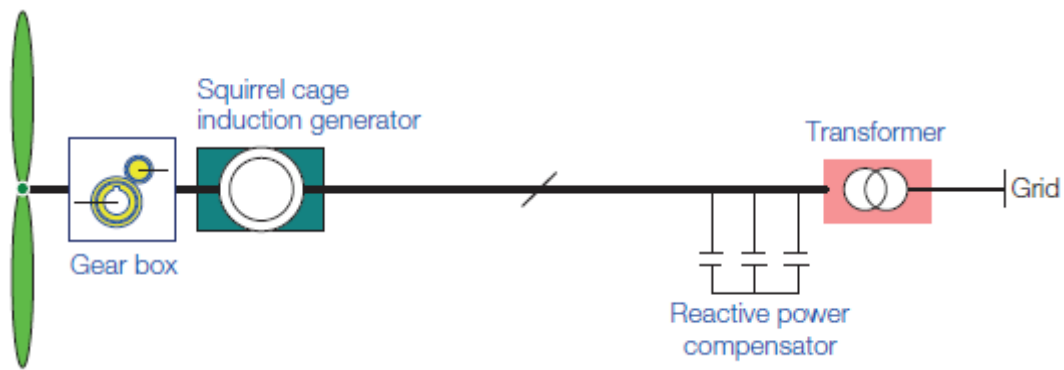 Squirrel cage
induction generator
Transformer
Grid
Gear box
Reactive power
compensator